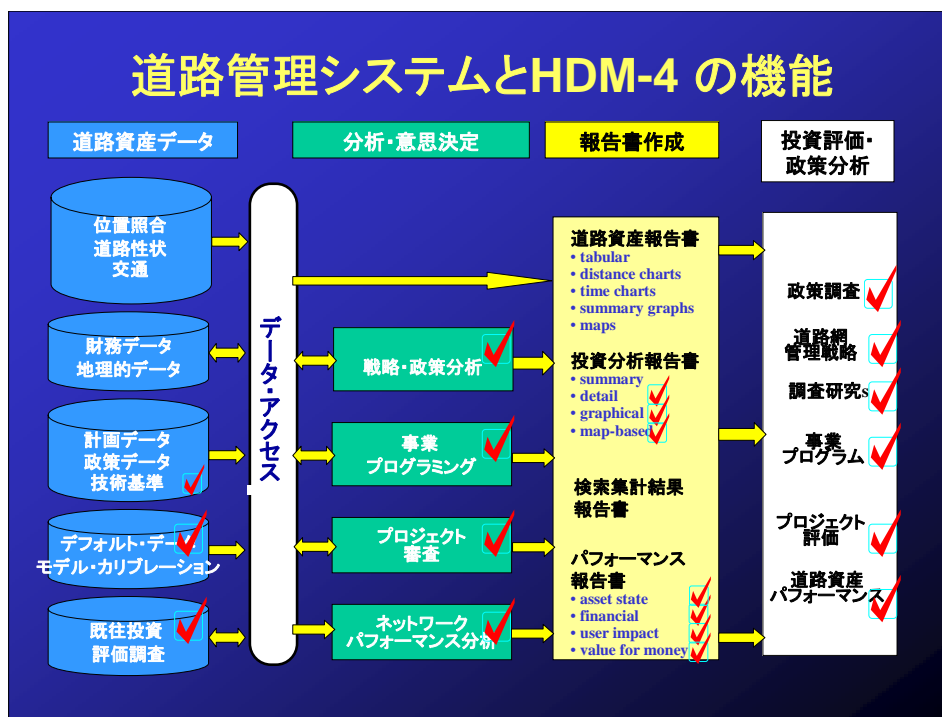 道路管理システムとHDM-4 の機能
道路資産データ
分析・意思決定
報告書作成
投資評価・
政策分析
位置照合
道路性状
交通
財務データ
地理的データ
計画データ
政策データ
技術基準
デフォルト・データ
モデル・カリブレーション
既往投資
評価調査
データ・アクセス
戦略・政策分析
事業
プログラミング
プロジェクト
審査
ネットワーク
パフォーマンス分析
道路資産報告書
• tabular
• distance charts
• time charts
• summary graphs
• maps
投資分析報告書
• summary
• detail
• graphical
• map-based
検索集計結果
報告書
パフォーマンス
報告書
• asset state
• financial
• user impact
• value for money
政策調査
道路網
管理戦略
調査研究s
事業
プログラム
プロジェクト
評価
道路資産
パフォーマンス